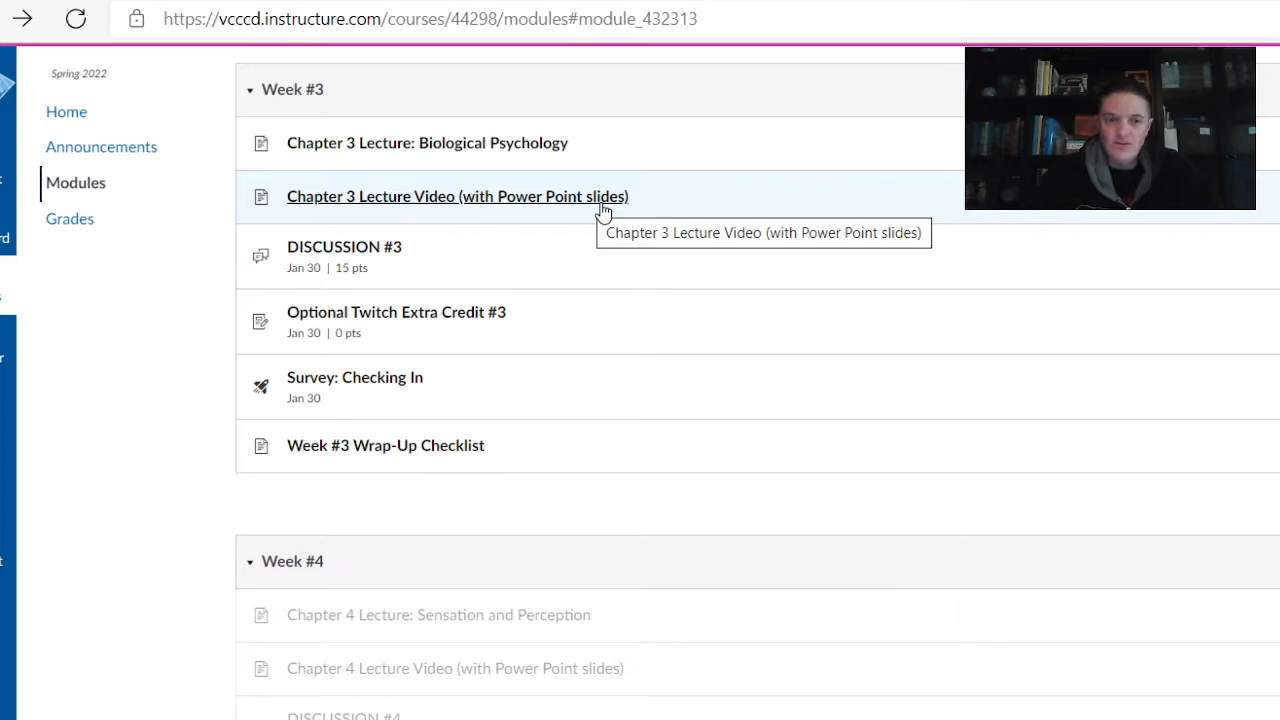 https://vcccd.instructure.com/courses/44298/modules#module_432313
Spring 2022
Home
Announcements
Modules
Grades
Week #3
Chapter 3 Lecture: Biological Psychology
Chapter 3 Lecture Video (with Power Point slides)
Chapter 3 Lecture Video (with Power Point slides)
DISCUSSION #3
Jan 30 | 15 pts
Optional Twitch Extra Credit #3
Jan 30 | 0 pts
Survey: Checking In
Jan 30
Week #3 Wrap-Up Checklist
Week #4
Chapter 4 Lecture: Sensation and Perception
Chapter 4 Lecture Video (with Power Point slides)
DISCUSSION #4